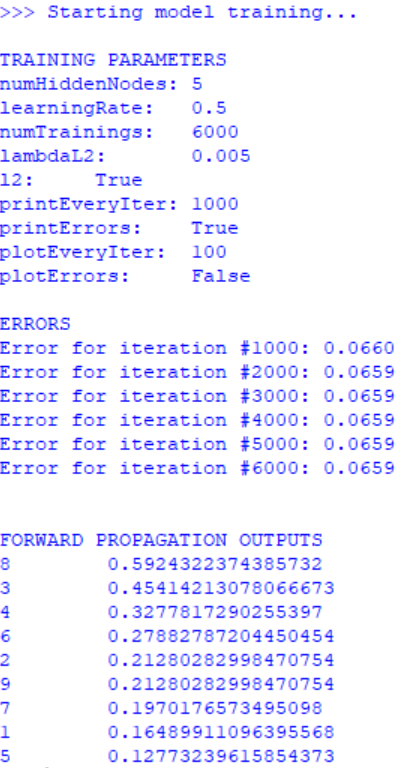 >>> Starting model training...
TRAINING PARAMETERS
numHiddenNodes: 5
learningRate: 0.5
numTrainings: 6000
lambdaL2: 0.005
l2: True
printEveryIter: 1000
printErrors: True
plotEveryIter: 100
plotErrors: False
ERRORS
Error for iteration #1000: 0.0660
Error for iteration #2000: 0.0659
Error for iteration #3000: 0.0659
Error for iteration #4000: 0.0659
Error for iteration #5000: 0.0659
Error for iteration #6000: 0.0659
FORWARD PROPAGATION OUTPUTS
8 0.5924322374385732
3 0.45414213078066673
4 0.3277817290255397
6 0.27882787204450454
2 0.21280282998470754
9 0.21280282998470754
7 0.1970176573495098
1 0.16489911096395568
5 0.12773239615854373